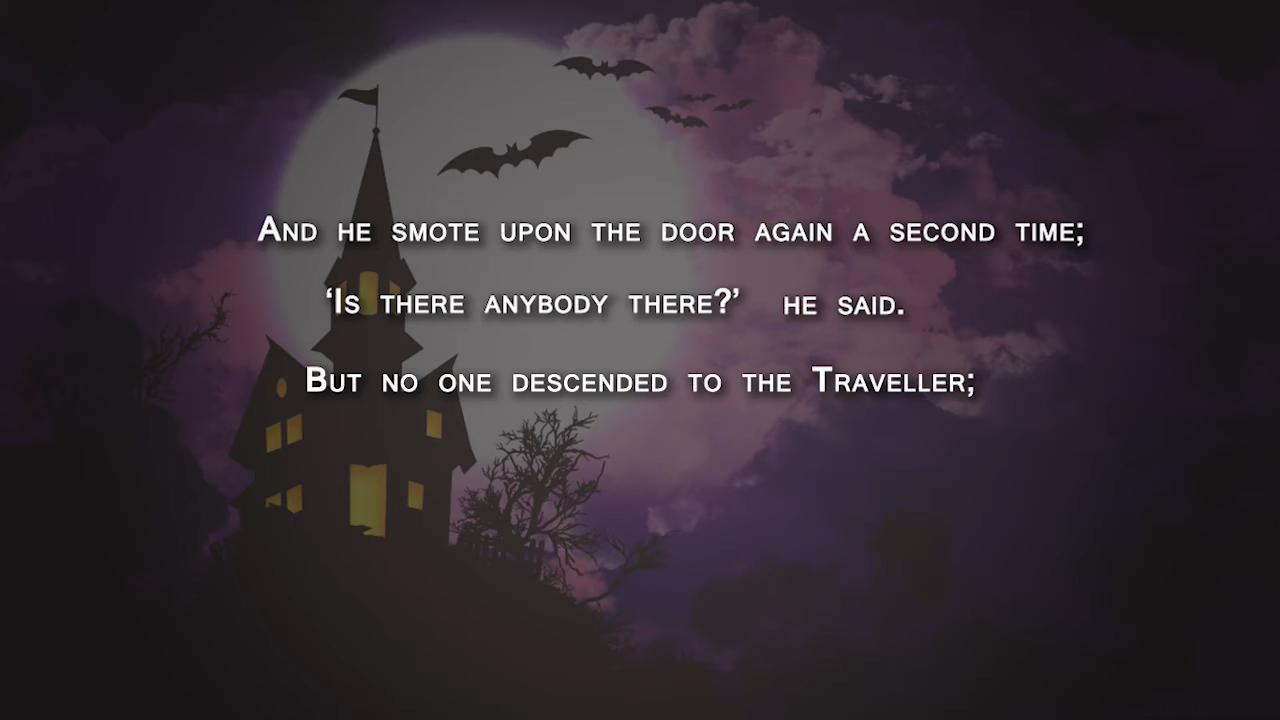 And he smote upon the door again a second time;
‘Is there anybody there?’ he said.
But no one descended to the Traveller;